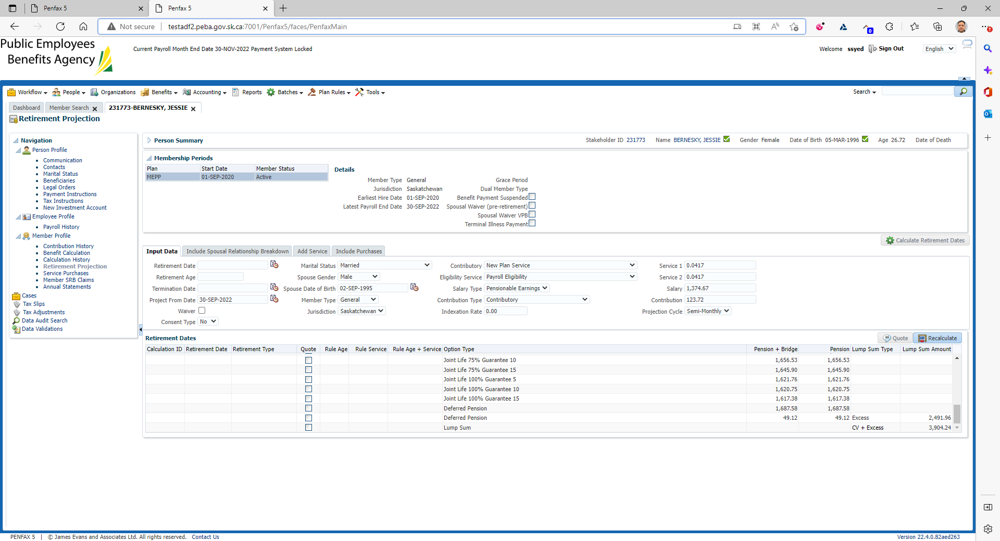 Penfax 5
Penfax 5
Not secure
testadf2.peba.gov.sk.ca:7001/Penfax5/faces/PenfaxMain
0
Public Employees
Benefits Agency
Current Payroll Month End Date 30-NOV-2022 Payment System Locked
Welcome ssyed Sign Out English
Workflow People Organizations Benefits Accounting Reports Batches Plan Rules Tools
Search
Dashboard Member Search 231773-BERNESKY, JESSIE
Retirement Projection
Navigation
Person Profile
Communication
Contacts
Marital Status
Beneficiaries
Legal Orders
Payment Instructions
Tax Instructions
New Investment Account
Employee Profile
Payroll History
Member Profile
Contribution History
Benefit Calculation
Calculation History
Retirement Projection
Service Purchases
Member SRB Claims
Annual Statements
Cases
Tax Slips
Tax Adjustments
Data Audit Search
Data Validations
Person Summary
Stakeholder ID 231773 Name BERNESKY, JESSIE Gender Female Date of Birth 05-MAR-1996 Age 26.72 Date of Death
Membership Periods
Plan Start Date Member Status
MEPP 01-SEP-2020 Active
Details
Member Type General Grace Period
Jurisdiction Saskatchewan Dual Member Type
Earliest Hire Date 01-SEP-2020 Benefit Payment Suspended
Latest Payroll End Date 30-SEP-2022 Spousal Waiver (pre-retirement)
Spousal Waiver VPB
Terminal Illness Payment
Calculate Retirement Dates
Input Data Include Spousal Relationship Breakdown Add Service Include Purchases
Retirement Date Marital Status Married Contributory New Plan Service Service 1 0.0417
Retirement Age Spouse Gender Male Eligibility Service Payroll Eligibility Service 2 0.0417
Termination Date Spouse Date of Birth 02-SEP-1995 Salary Type Pensionable Earnings Salary 1,374.67
Project From Date 30-SEP-2022 Member Type General Contribution Type Contributory Contribution 123.72
Waiver Jurisdiction Saskatchewan Indexation Rate 0.00 Projection Cycle Semi-Monthly
Consent Type No
Retirement Dates
Quote Recalculate
Calculation ID Retirement Date Retirement Type Quote Rule Age Rule Service Rule Age + Service Option Type Pension + Bridge Pension Lump Sum Type Lump Sum Amount
Joint Life 75% Guarantee 10 1,656.53 1,656.53
Joint Life 75% Guarantee 15 1,645.90 1,645.90
Joint Life 100% Guarantee 5 1,621.76 1,621.76
Joint Life 100% Guarantee 10 1,620.75 1,620.75
Joint Life 100% Guarantee 15 1,617.38 1,617.38
Deferred Pension 1,687.58 1,687.58
Deferred Pension 49.12 49.12 Excess 2,491.96
Lump Sum CV + Excess 3,904.24
PENFAX 5 | © James Evans and Associates Ltd. All rights reserved. Contact Us
Version 22.4.0.82aed263